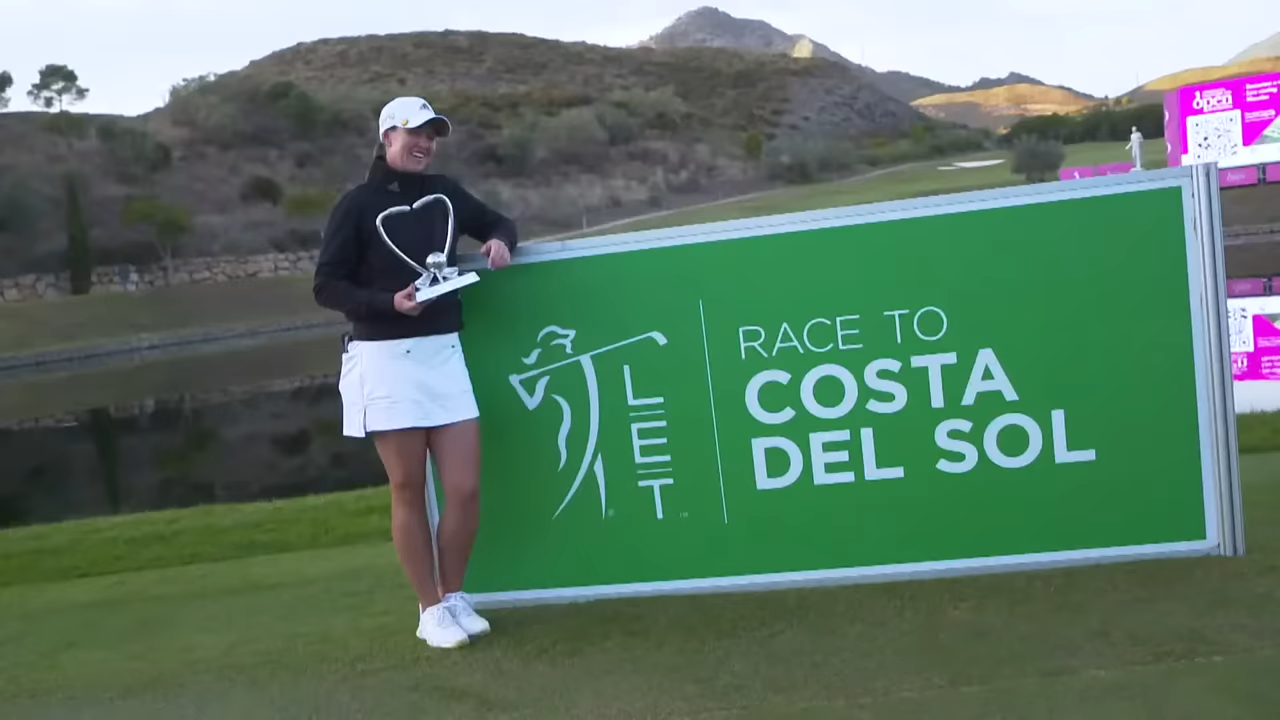 LET
RACE TO
COSTA
DEL SOL
open